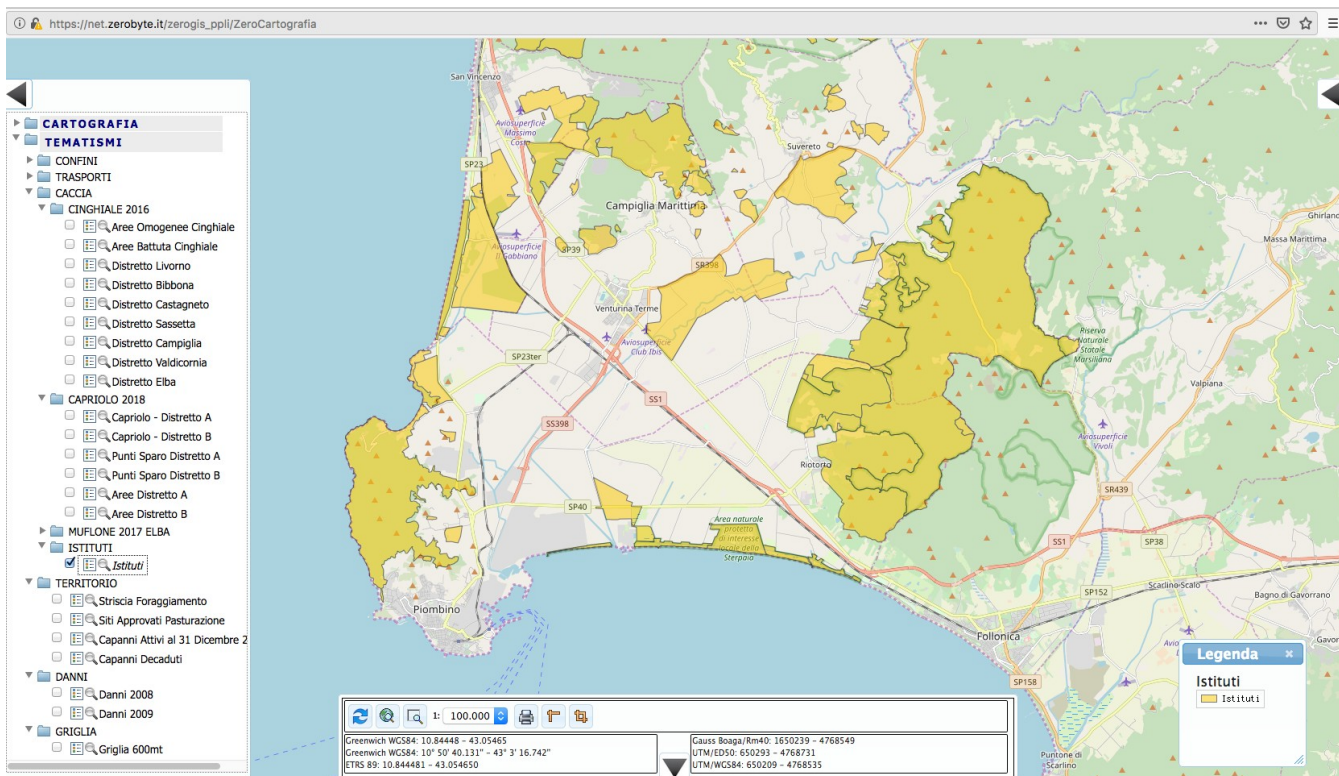 https://net.zerobyte.it/zerogis_ppli/ZeroCartografia
CARTOGRAFIA
TEMATISMI
CONFINI
TRASPORTI
CACCIA
CINGHIALE 2016
Aree Omogenee Cinghiale
Aree Battuta Cinghiale
Distretto Livorno
Distretto Bibbona
Distretto Castagneto
Distretto Sassetta
Distretto Campiglia
Distretto Valdicornia
Distretto Elba
CAPRIOLO 2018
Capriolo - Distretto A
Capriolo - Distretto B
Punti Sparo Distretto A
Punti Sparo Distretto B
Aree Distretto A
Aree Distretto B
MUFLONE 2017 ELBA
ISTITUTI
Istituti
TERRITORIO
Striscia Foraggiamento
Siti Approvati Pasturazione
Capanni Attivi al 31 Dicembre 2
Capanni Decaduti
DANNI
Danni 2008
Danni 2009
GRIGLIA
Griglia 600mt
San Vincenzo
Aviosuperficie
Massimo
Costa
SP23
Suvereto
Campiglia Marittima
Aviosuperficie
Il Gabbiano
SP39
SR398
Venturina Terme
Aviosuperficie
Club Ibis
SP23ter
SS1
SS398
Riotorto
SP40
Area naturale
protetta
di interesse
locale della
Sterpaia
Piombino
Ghirland
Massa Marittima
Riserva
Naturale
Statale
Marsiliana
Valpiana
Aviosuperficie
Vivoli
SR439
SS1
SP38
Scarlino Scalo
SP152
Bagno di Gavorrano
Follonica
Gavor
SP158
Puntone di
Scarlino
Legenda
Istituti
Istituti
1: 100.000
Greenwich WGS84: 10.84448 - 43.05465
Greenwich WGS84: 10° 50' 40.131" - 43° 3' 16.742"
ETRS 89: 10.844481 - 43.054650
Gauss Boaga/Rm40: 1650239 - 4768549
UTM/ED50: 650293 - 4768731
UTM/WGS84: 650209 - 4768535